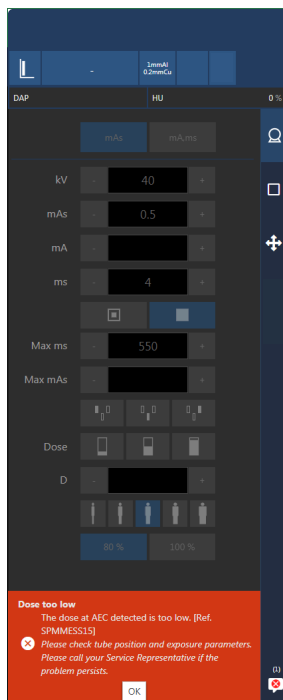 -
1mmAl
0.2mmCu
DAP HU 0 %
mAs mA.ms
kV - 40 +
mAs - 0.5 +
mA - +
ms - 4 +
Max ms - 550 +
Max mAs - +
Dose
D - +
80 % 100 %
Dose too low
The dose at AEC detected is too low. [Ref.
SPMMESS15]
Please check tube position and exposure parameters.
Please call your Service Representative if the
problem persists.
(1)
OK